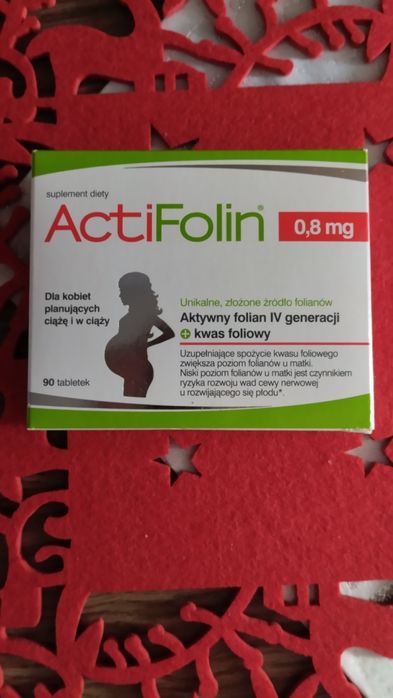 suplement diety
ActiFolin® 0,8 mg
Dla kobiet
planujących
ciążę i w ciąży
90 tabletek
Unikalne, złożone źródło folianów
Aktywny folian IV generacji
+ kwas foliowy
Uzupełniające spożycie kwasu foliowego
zwiększa poziom folianów u matki.
Niski poziom folianów u matki jest czynnikiem
ryzyka rozwoju wad cewy nerwowej
u rozwijającego się płodu*.